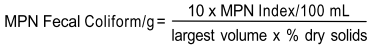 MPN Fecal Coliform/g = 10 x MPN Index/100 mL
largest volume x % dry solids